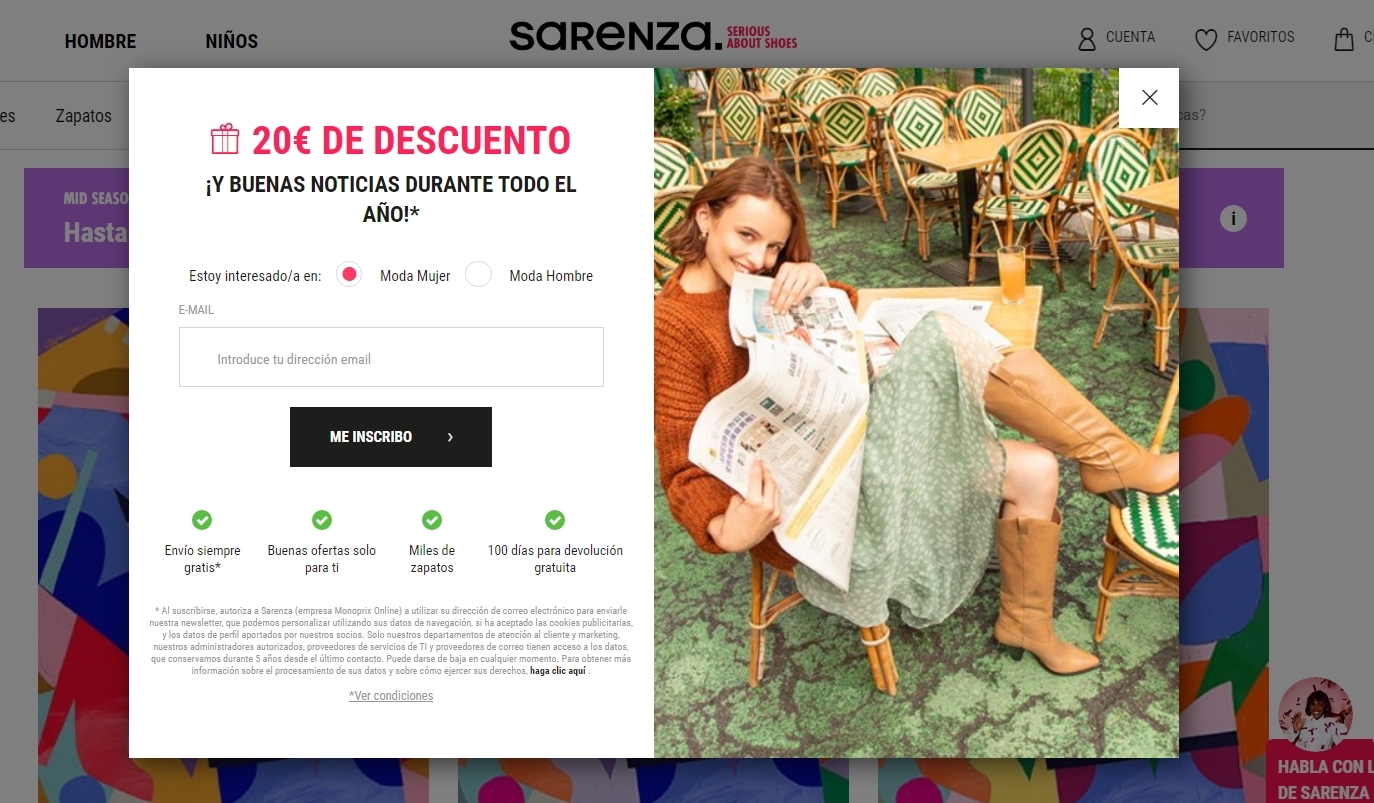 HOMBRE
NIÑOS
sarenza.
SERIOUS
ABOUT SHOES
CUENTA
FAVORITOS
Zapatos
MID SEASO
Hasta
i
20€ DE DESCUENTO
¡Y BUENAS NOTICIAS DURANTE TODO EL
AÑO!*
Estoy interesado/a en:
Moda Mujer
Moda Hombre
E-MAIL
Introduce tu dirección email
ME INSCRIBO
Envío siempre
gratis*
Buenas ofertas solo
para ti
Miles de
zapatos
100 días para devolución
gratuita
* Al suscribirse, autoriza a Sarenza (empresa Monoprix Online) a utilizar su dirección de correo electrónico para enviarle
nuestra newsletter, que podemos personalizar utilizando sus datos de navegación, si ha aceptado las cookies publicitarias,
y los datos de perfil aportados por nuestros socios. Solo nuestros departamentos de atención al cliente y marketing,
nuestros administradores autorizados, proveedores de servicios de TI y proveedores de correo tienen acceso a los datos,
que conservamos durante 5 años desde el último contacto. Puede darse de baja en cualquier momento. Para obtener más
información sobre el procesamiento de sus datos y sobre cómo ejercer sus derechos, haga clic aquí .
*Ver condiciones
HABLA CON L
DE SARENZA